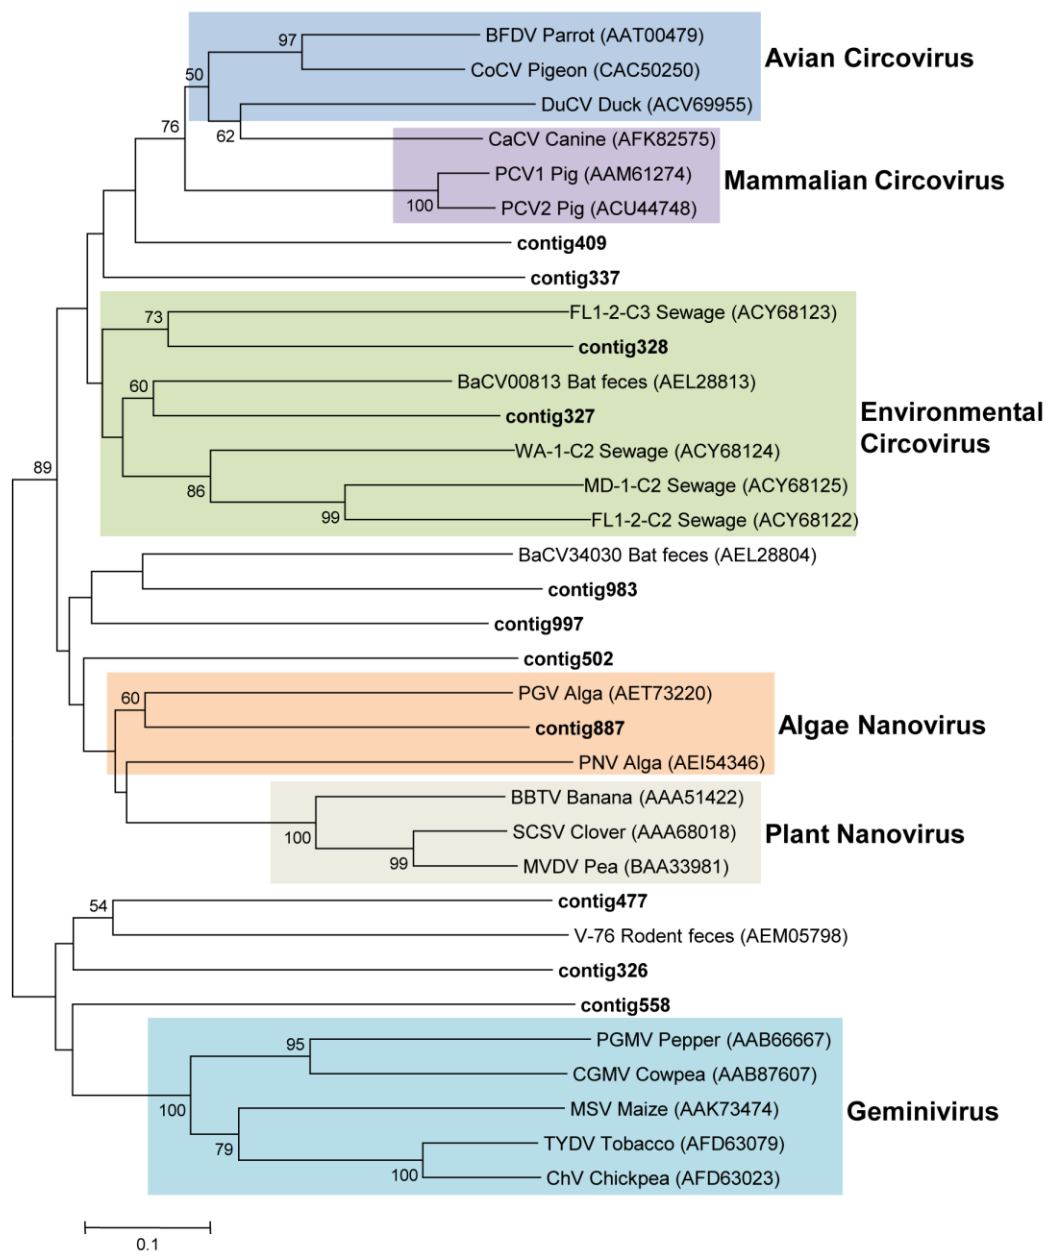 97
BFDV Parrot (AAT00479)
Avian Circovirus
CoCV Pigeon (CAC50250)
50
DuCV Duck (ACV69955)
76
62
CaCV Canine (AFK82575)
PCV1 Pig (AAM61274)
Mammalian Circovirus
100
PCV2 Pig (ACU44748)
contig409
contig337
73
FL1-2-C3 Sewage (ACY68123)
contig328
60
BaCV00813 Bat feces (AEL28813)
contig327
Environmental
Circovirus
WA-1-C2 Sewage (ACY68124)
89
86
MD-1-C2 Sewage (ACY68125)
99
FL1-2-C2 Sewage (ACY68122)
BaCV34030 Bat feces (AEL28804)
contig983
contig997
contig502
60
PGV Alga (AET73220)
contig887
Algae Nanovirus
PNV Alga (AEI54346)
BBTV Banana (AAA51422)
100
SCSV Clover (AAA68018)
Plant Nanovirus
99
MVDV Pea (BAA33981)
54
contig477
V-76 Rodent feces (AEM05798)
contig326
contig558
95
PGMV Pepper (AAB66667)
CGMV Cowpea (AAB87607)
100
MSV Maize (AAK73474)
Geminivirus
79
TYDV Tobacco (AFD63079)
100
ChV Chickpea (AFD63023)
0.1